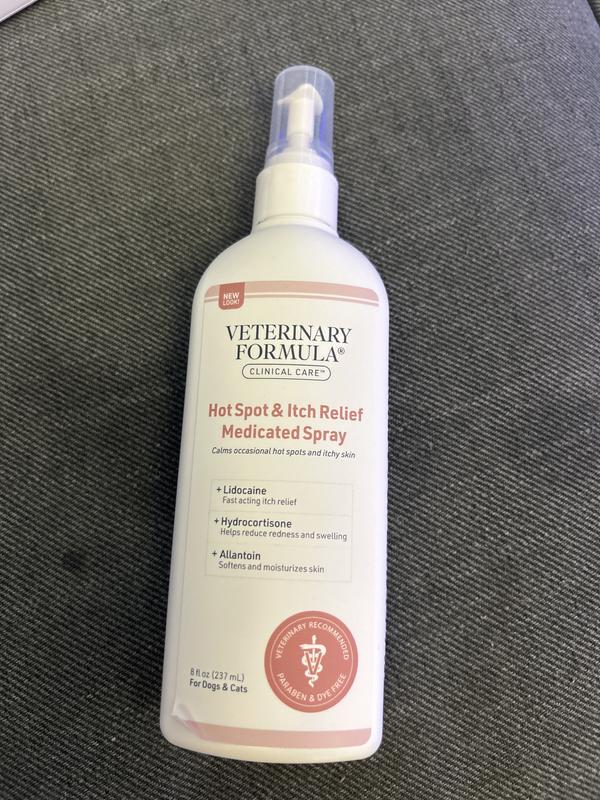 NEW
LOOK!
VETERINARY
FORMULA®
CLINICAL CARE™
Hot Spot & Itch Relief
Medicated Spray
Calms occasional hot spots and itchy skin
+ Lidocaine
Fast acting itch relief
+ Hydrocortisone
Helps reduce redness and swelling
+ Allantoin
Softens and moisturizes skin
VETERINARY RECOMMENDED
V
PARABEN & DYE FREE
8 fl oz (237 mL)
For Dogs & Cats